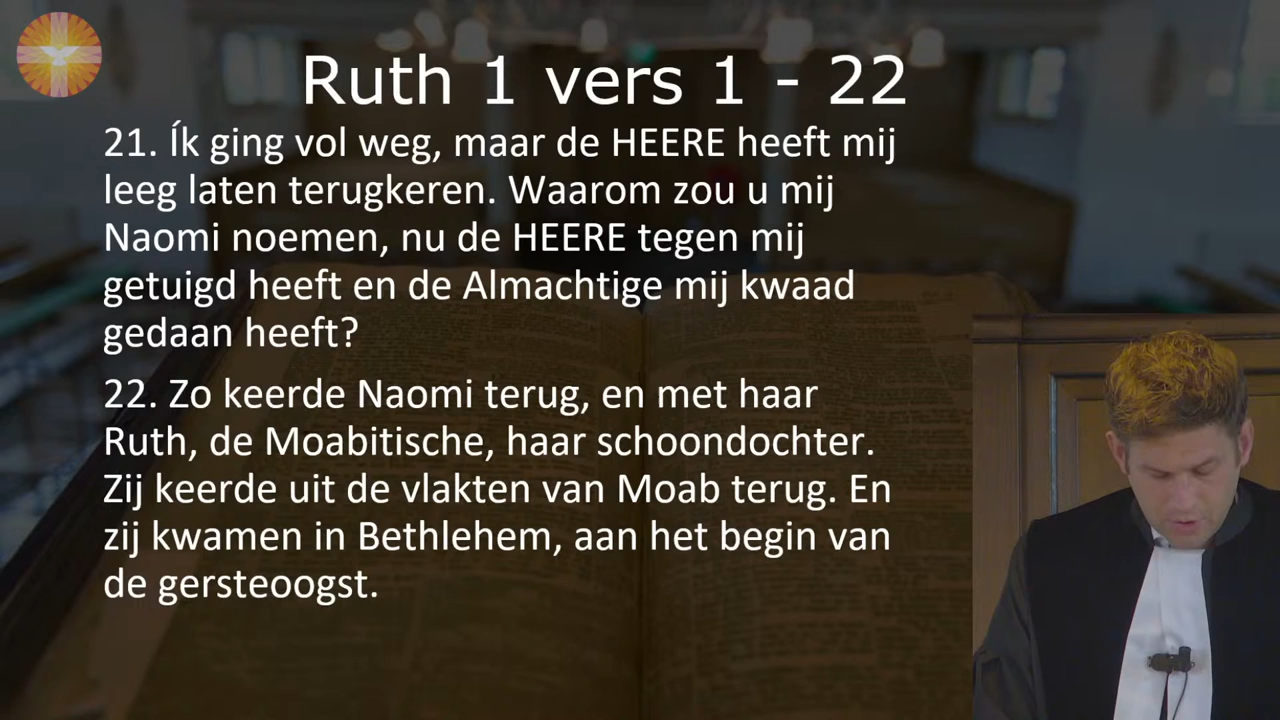 Ruth 1 vers 1 - 22
21. Ík ging vol weg, maar de HEERE heeft mij
leeg laten terugkeren. Waarom zou u mij
Naomi noemen, nu de HEERE tegen mij
getuigd heeft en de Almachtige mij kwaad
gedaan heeft?
22. Zo keerde Naomi terug, en met haar
Ruth, de Moabitische, haar schoondochter.
Zij keerde uit de vlakten van Moab terug. En
zij kwamen in Bethlehem, aan het begin van
de gersteoogst.